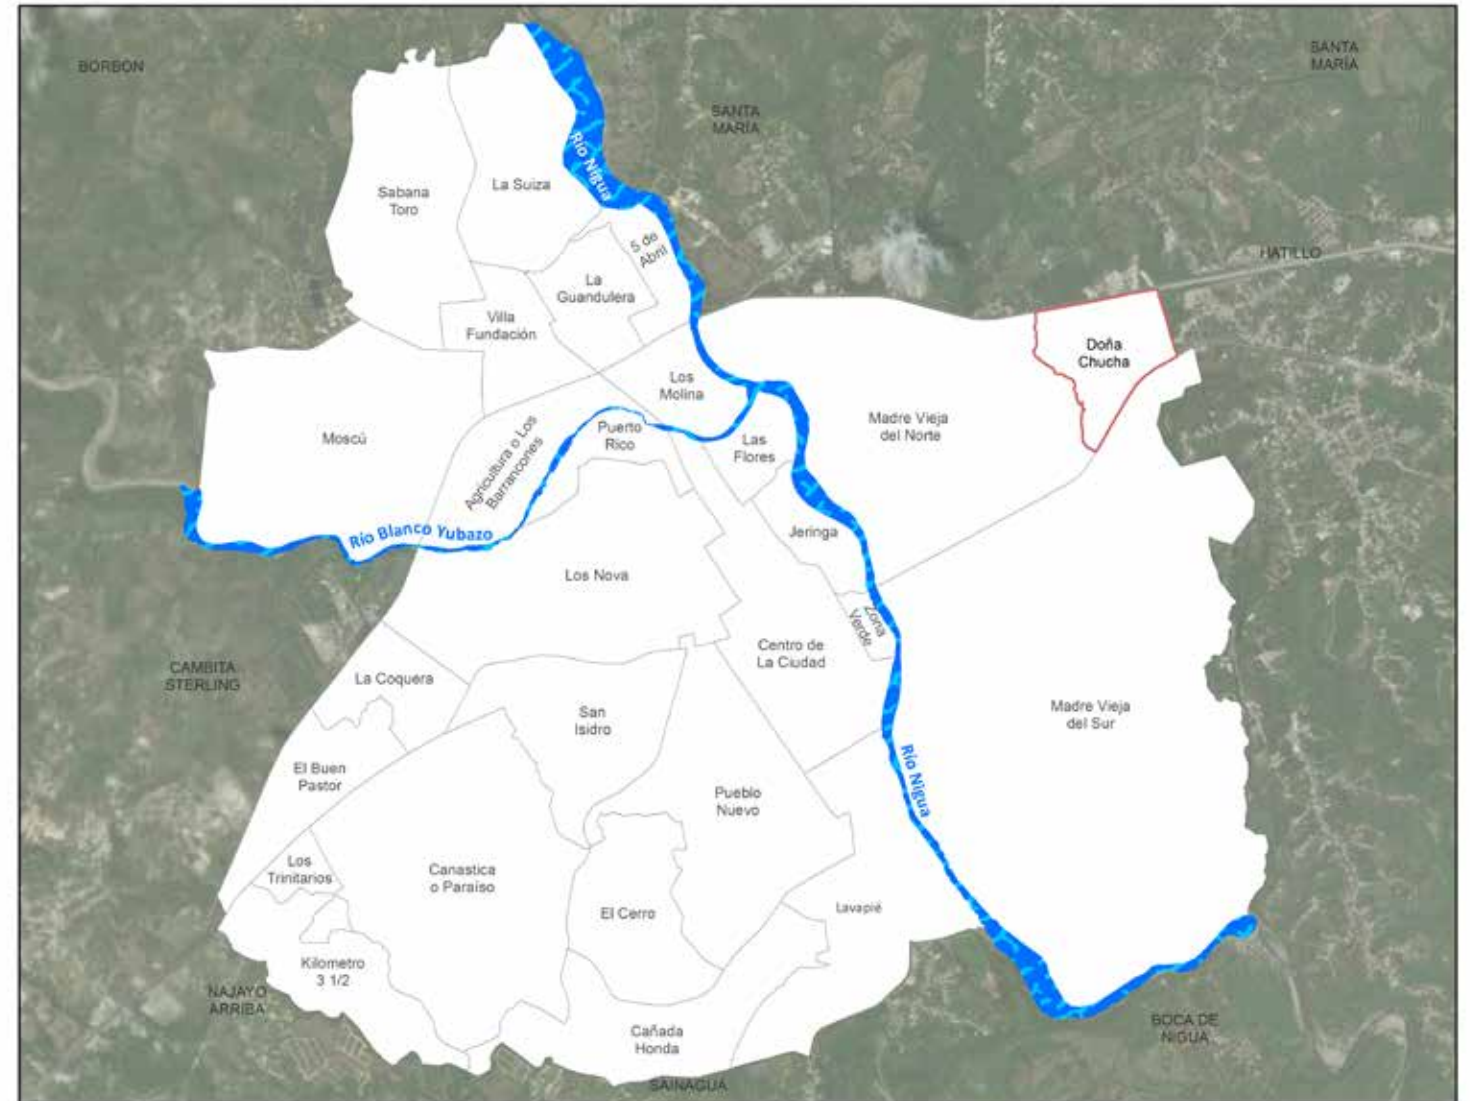 BORBON
SANTA
MARÍA
SANTA
MARÍA
Río Nigua
La Suiza
Sabana
Toro
5 de
Abril
HATILLO
La
Guandulera
Villa
Fundación
Doña
Chucha
Los
Molina
Madre Vieja
del Norte
Puerto
Rico
Moscú
Las
Flores
Agricultura o Los
Barrancones
Río Blanco Yubazo
Jeringa
Los Nova
Zona
Verde
Centro de
La Ciudad
CAMBITA
STERLING
La Coquera
San
Isidro
Madre Vieja
del Sur
El Buen
Pastor
Río Nigua
Pueblo
Nuevo
Los
Trinitarios
Canastica
o Paraíso
El Cerro
Lavapié
Kilometro
3 1/2
NAJAYO
ARRIBA
Cañada
Honda
BOCA DE
NIGUA
SAINAGUÁ